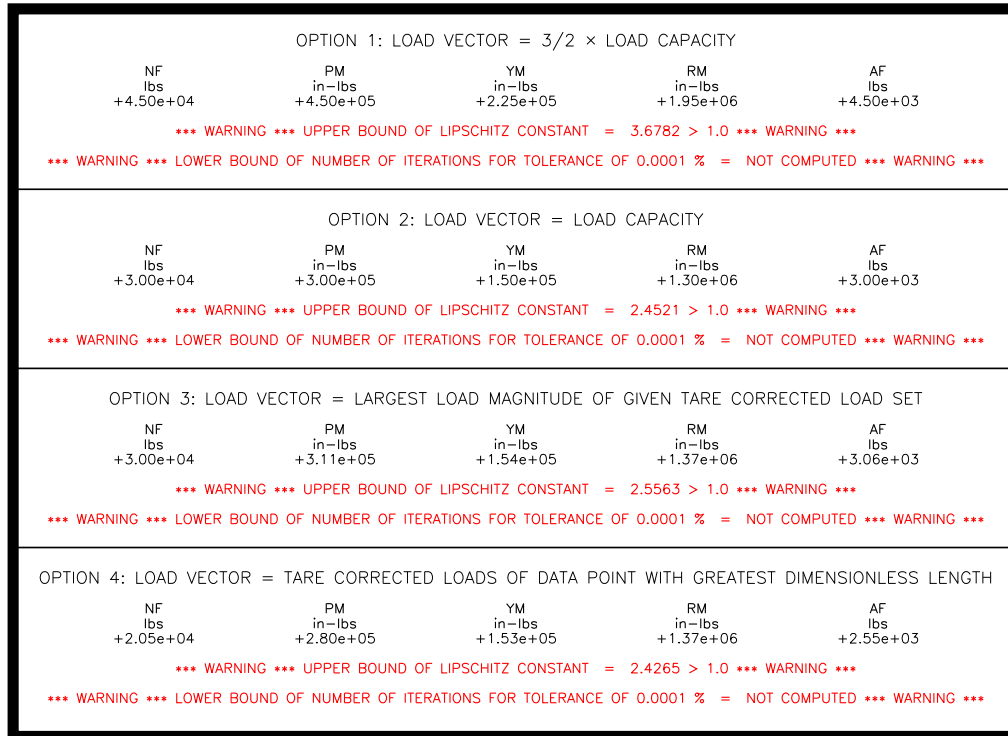 OPTION 1: LOAD VECTOR = 3/2 × LOAD CAPACITY
NF PM YM RM AF
lbs in-lbs in-lbs in-lbs lbs
+4.50e+04 +4.50e+05 +2.25e+05 +1.95e+06 +4.50e+03
*** WARNING *** UPPER BOUND OF LIPSCHITZ CONSTANT = 3.6782 > 1.0 *** WARNING ***
*** WARNING *** LOWER BOUND OF NUMBER OF ITERATIONS FOR TOLERANCE OF 0.0001 % = NOT COMPUTED *** WARNING ***
OPTION 2: LOAD VECTOR = LOAD CAPACITY
NF PM YM RM AF
lbs in-lbs in-lbs in-lbs lbs
+3.00e+04 +3.00e+05 +1.50e+05 +1.30e+06 +3.00e+03
*** WARNING *** UPPER BOUND OF LIPSCHITZ CONSTANT = 2.4521 > 1.0 *** WARNING ***
*** WARNING *** LOWER BOUND OF NUMBER OF ITERATIONS FOR TOLERANCE OF 0.0001 % = NOT COMPUTED *** WARNING ***
OPTION 3: LOAD VECTOR = LARGEST LOAD MAGNITUDE OF GIVEN TARE CORRECTED LOAD SET
NF PM YM RM AF
lbs in-lbs in-lbs in-lbs lbs
+3.00e+04 +3.11e+05 +1.54e+05 +1.37e+06 +3.06e+03
*** WARNING *** UPPER BOUND OF LIPSCHITZ CONSTANT = 2.5563 > 1.0 *** WARNING ***
*** WARNING *** LOWER BOUND OF NUMBER OF ITERATIONS FOR TOLERANCE OF 0.0001 % = NOT COMPUTED *** WARNING ***
OPTION 4: LOAD VECTOR = TARE CORRECTED LOADS OF DATA POINT WITH GREATEST DIMENSIONLESS LENGTH
NF PM YM RM AF
lbs in-lbs in-lbs in-lbs lbs
+2.05e+04 +2.80e+05 +1.53e+05 +1.37e+06 +2.55e+03
*** WARNING *** UPPER BOUND OF LIPSCHITZ CONSTANT = 2.4265 > 1.0 *** WARNING ***
*** WARNING *** LOWER BOUND OF NUMBER OF ITERATIONS FOR TOLERANCE OF 0.0001 % = NOT COMPUTED *** WARNING ***